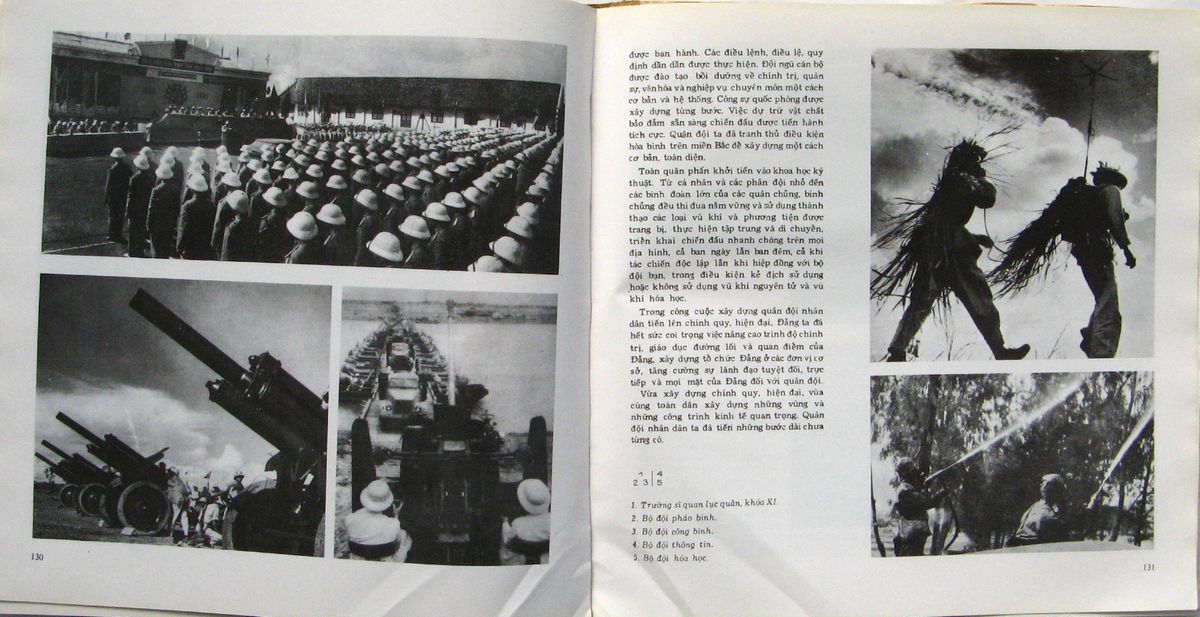 130
được ban hành. Các điều lệnh, điều lệ, quy
định dần dần được thực hiện. Đội ngũ cán bộ
được đào tạo bồi dưỡng về chính trị, quân
sự, văn hóa và nghiệp vụ chuyên môn một cách
cơ bản và hệ thống. Công sự quốc phòng được
xây dựng từng bước. Việc dự trữ vật chất
bảo đảm sẵn sàng chiến đấu được tiến hành
tích cực. Quân đội ta đã tranh thủ điều kiện
hòa bình trên miền Bắc để xây dựng một cách
cơ bản, toàn diện.
Toàn quân phấn khởi tiến vào khoa học kỹ
thuật. Từ cá nhân và các phân đội nhỏ đến
các binh đoàn lớn của các quân chủng, binh
chủng đều thi đua nắm vững và sử dụng thành
thạo các loại vũ khí và phương tiện được
trang bị, thực hiện tập trung và di chuyển,
triển khai chiến đấu nhanh chóng trên mọi
địa hình, cả ban ngày lẫn ban đêm, cả khi
tác chiến độc lập lẫn khi hiệp đồng với bộ
đội bạn, trong điều kiện kẻ địch sử dụng
hoặc không sử dụng vũ khí nguyên tử và vũ
khí hóa học.
Trong công cuộc xây dựng quân đội nhân
dân tiến lên chính quy, hiện đại, Đảng ta đã
hết sức coi trọng việc nâng cao trình độ chính
trị, giáo dục đường lối và quan điểm của
Đảng, xây dựng tổ chức Đảng ở các đơn vị cơ
sở, tăng cường sự lãnh đạo tuyệt đối, trực
tiếp và mọi mặt của Đảng đối với quân đội.
Vừa xây dựng chính quy, hiện đại, vừa
cùng toàn dân xây dựng những vùng và
những công trình kinh tế quan trọng. Quân
đội nhân dân ta đã tiến những bước dài chưa
từng có.
1 | 4
2 3 | 5
1. Trường sĩ quan lục quân, khóa XI.
2. Bộ đội pháo binh.
3. Bộ đội công binh.
4. Bộ đội thông tin.
5. Bộ đội hóa học.
131